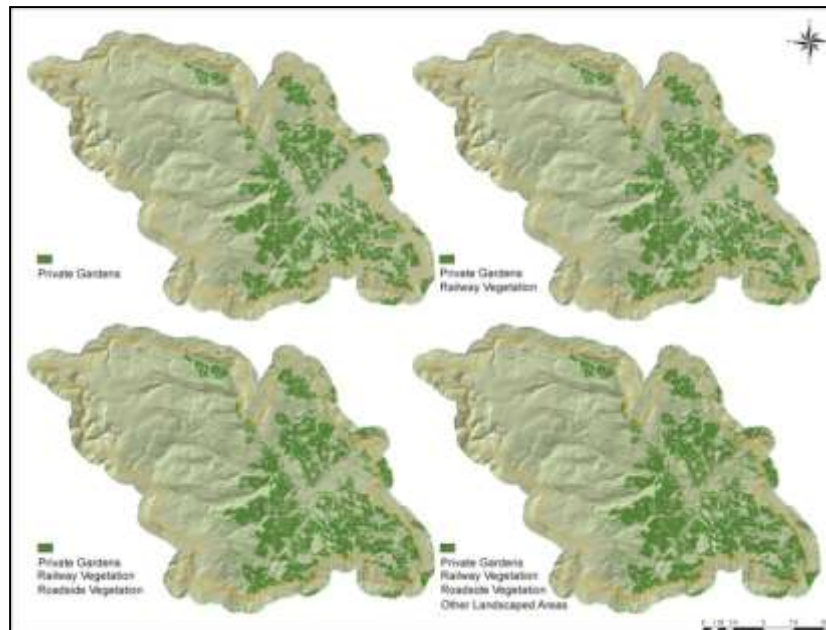 Private Gardens
Private Gardens
Railway Vegetation
Private Gardens
Railway Vegetation
Roadside Vegetation
Private Gardens
Railway Vegetation
Roadside Vegetation
Other Landscaped Areas